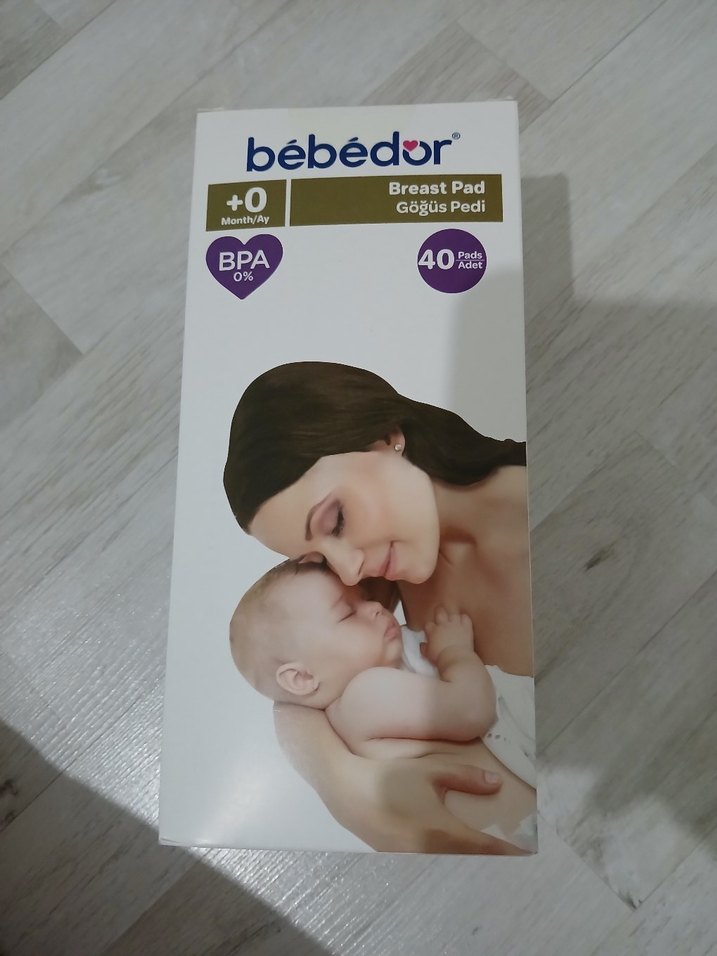 bébédor®
+0
Month/Ay
Breast Pad
Göğüs Pedi
BPA
0%
40 Pads
Adet